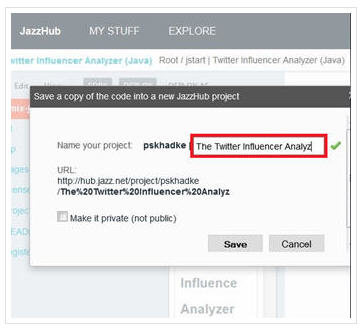 JazzHub MY STUFF EXPLORE
witter Influencer Analyzer (Java) Root / jstart | Twitter Influencer Analyzer (Java)
Edit
Save a copy of the code into a new JazzHub project
Name your project: pskhadke | The Twitter Influencer Analyz
URL:
http://hub.jazz.net/project/pskhadke
/The%20Twitter%20Influencer%20Analyz
Make it private (not public)
Save Cancel
Influence
Analyzer